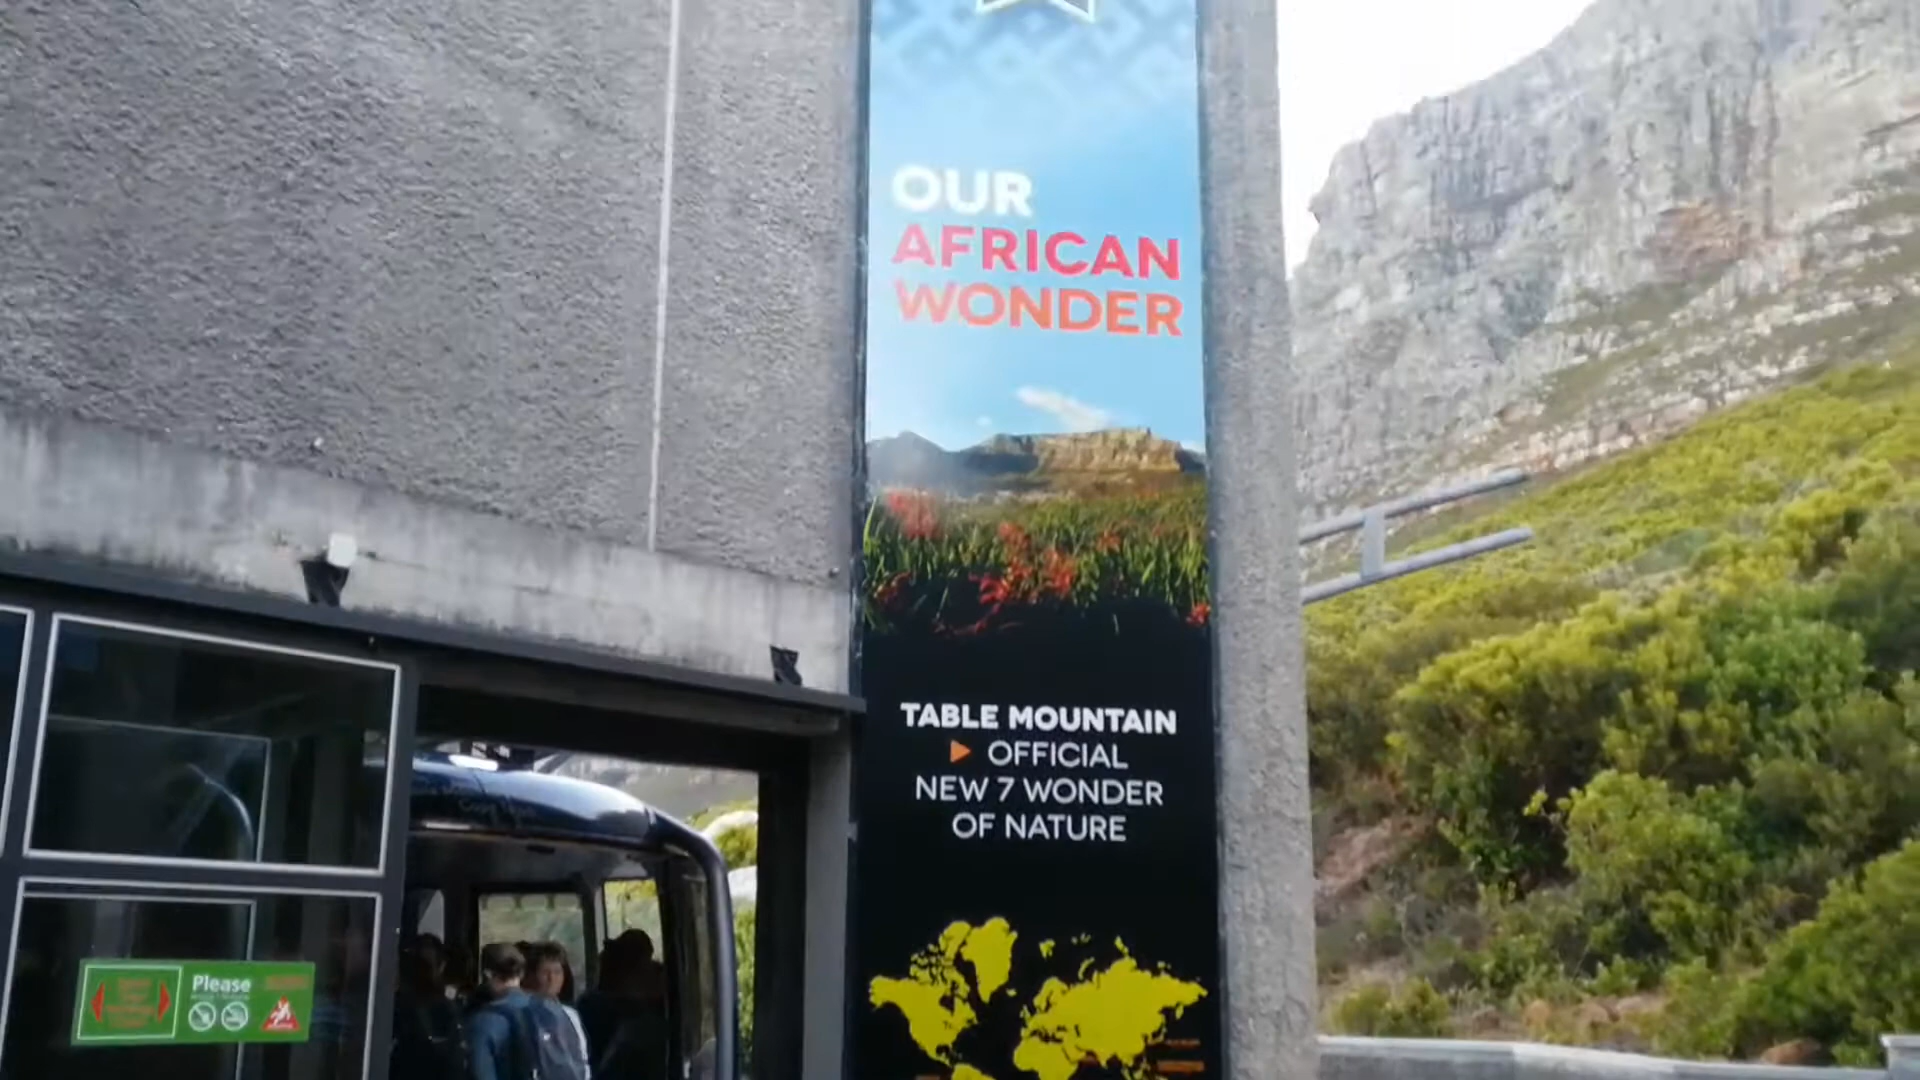 OUR
AFRICAN
WONDER
TABLE MOUNTAIN
OFFICIAL
NEW 7 WONDER
OF NATURE
Please